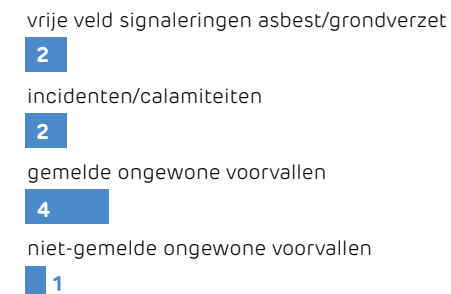 vrije veld signaleringen asbest/grondverzet
2
incidenten/calamiteiten
2
gemelde ongewone voorvallen
4
niet-gemelde ongewone voorvallen
1